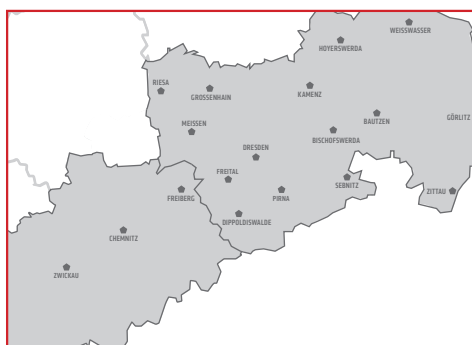 WEISSWASSER
HOYERSWERDA
RIESA
GROSSENHAIN
KAMENZ
BAUTZEN
GÖRLITZ
MEISSEN
BISCHOFSWERDA
DRESDEN
FREITAL
SEBNITZ
FREIBERG
PIRNA
ZITTAU
DIPPOLDISWALDE
CHEMNITZ
ZWICKAU